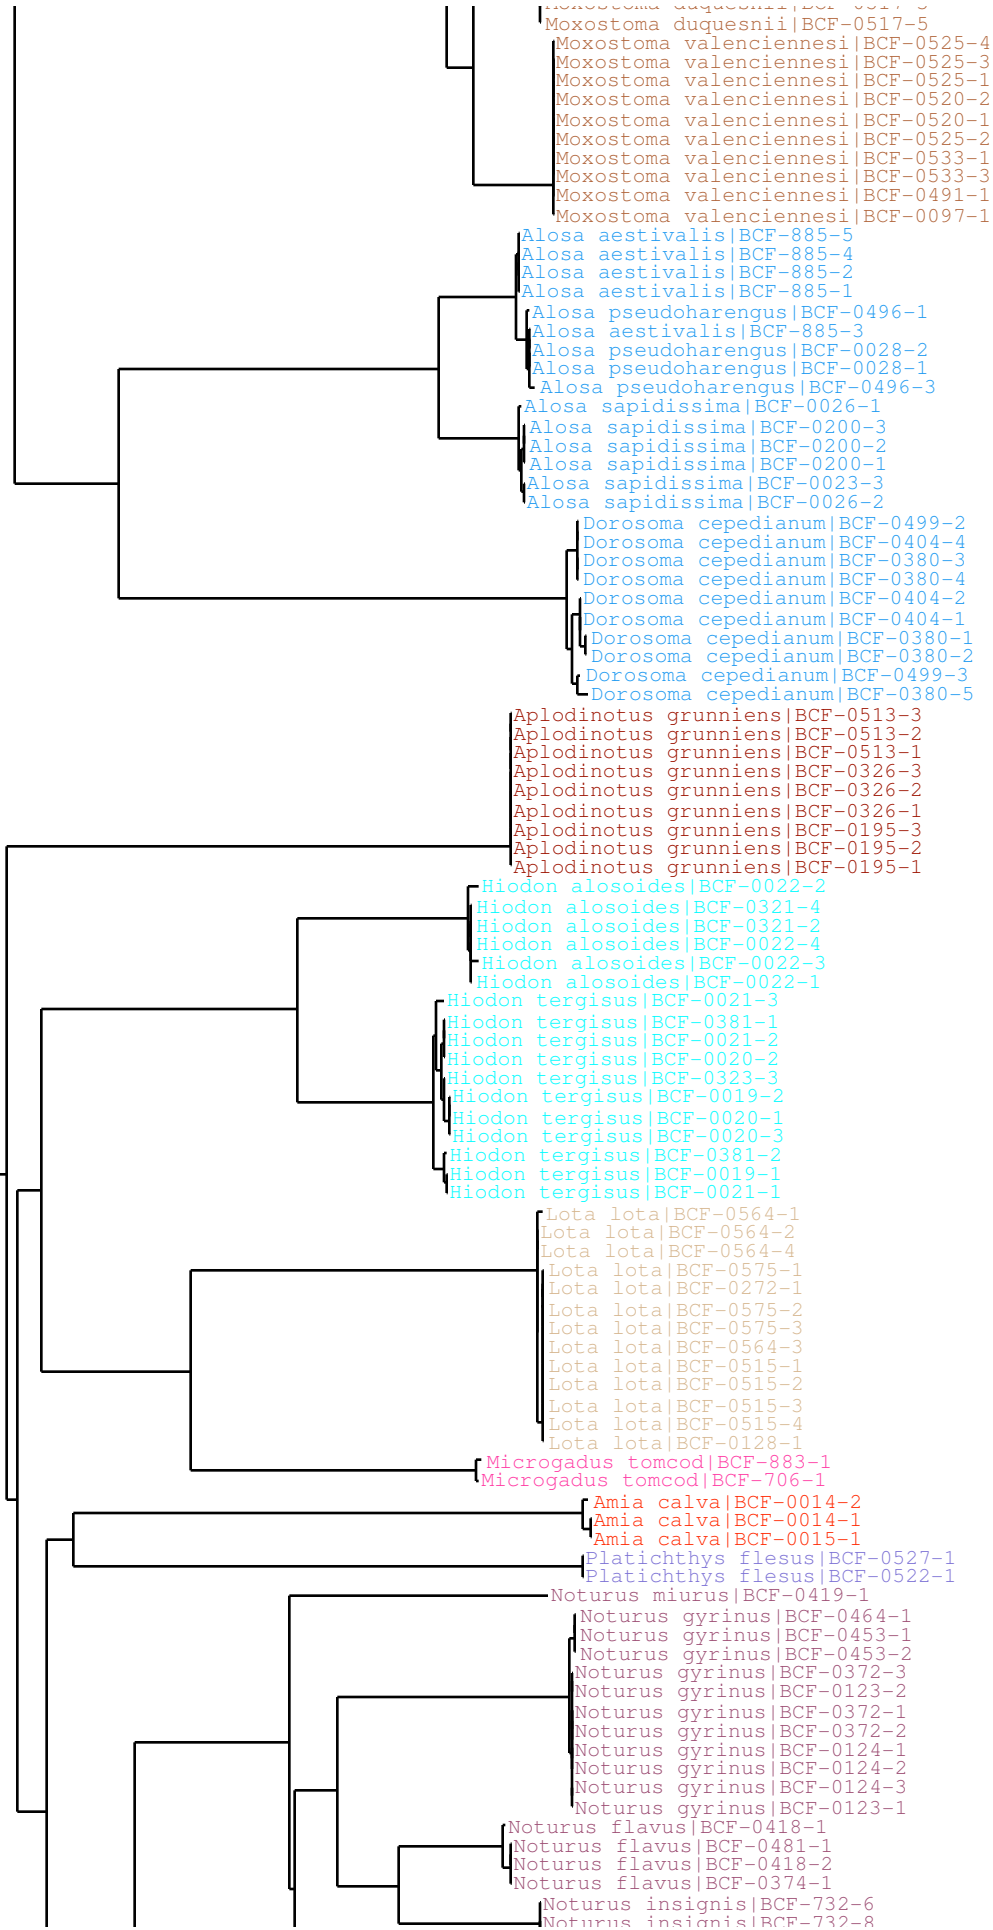 Moxostoma duquesnii|BCF-0517-5
Moxostoma valenciennesi|BCF-0525-4
Moxostoma valenciennesi|BCF-0525-3
Moxostoma valenciennesi|BCF-0525-1
Moxostoma valenciennesi|BCF-0520-2
Moxostoma valenciennesi|BCF-0520-1
Moxostoma valenciennesi|BCF-0525-2
Moxostoma valenciennesi|BCF-0533-1
Moxostoma valenciennesi|BCF-0533-3
Moxostoma valenciennesi|BCF-0491-1
Moxostoma valenciennesi|BCF-0097-1
Alosa aestivalis|BCF-885-5
Alosa aestivalis|BCF-885-4
Alosa aestivalis|BCF-885-2
Alosa aestivalis|BCF-885-1
Alosa pseudoharengus|BCF-0496-1
Alosa aestivalis|BCF-885-3
Alosa pseudoharengus|BCF-0028-2
Alosa pseudoharengus|BCF-0028-1
Alosa pseudoharengus|BCF-0496-3
Alosa sapidissima|BCF-0026-1
Alosa sapidissima|BCF-0200-3
Alosa sapidissima|BCF-0200-2
Alosa sapidissima|BCF-0200-1
Alosa sapidissima|BCF-0023-3
Alosa sapidissima|BCF-0026-2
Dorosoma cepedianum|BCF-0499-2
Dorosoma cepedianum|BCF-0404-4
Dorosoma cepedianum|BCF-0380-3
Dorosoma cepedianum|BCF-0380-4
Dorosoma cepedianum|BCF-0404-2
Dorosoma cepedianum|BCF-0404-1
Dorosoma cepedianum|BCF-0380-1
Dorosoma cepedianum|BCF-0380-2
Dorosoma cepedianum|BCF-0499-3
Dorosoma cepedianum|BCF-0380-5
Aplodinotus grunniens|BCF-0513-3
Aplodinotus grunniens|BCF-0513-2
Aplodinotus grunniens|BCF-0513-1
Aplodinotus grunniens|BCF-0326-3
Aplodinotus grunniens|BCF-0326-2
Aplodinotus grunniens|BCF-0326-1
Aplodinotus grunniens|BCF-0195-3
Aplodinotus grunniens|BCF-0195-2
Aplodinotus grunniens|BCF-0195-1
Hiodon alosoides|BCF-0022-2
Hiodon alosoides|BCF-0321-4
Hiodon alosoides|BCF-0321-2
Hiodon alosoides|BCF-0022-4
Hiodon alosoides|BCF-0022-3
Hiodon alosoides|BCF-0022-1
Hiodon tergisus|BCF-0021-3
Hiodon tergisus|BCF-0381-1
Hiodon tergisus|BCF-0021-2
Hiodon tergisus|BCF-0020-2
Hiodon tergisus|BCF-0323-3
Hiodon tergisus|BCF-0019-2
Hiodon tergisus|BCF-0020-1
Hiodon tergisus|BCF-0020-3
Hiodon tergisus|BCF-0381-2
Hiodon tergisus|BCF-0019-1
Hiodon tergisus|BCF-0021-1
Lota lota|BCF-0564-1
Lota lota|BCF-0564-2
Lota lota|BCF-0564-4
Lota lota|BCF-0575-1
Lota lota|BCF-0272-1
Lota lota|BCF-0575-2
Lota lota|BCF-0575-3
Lota lota|BCF-0564-3
Lota lota|BCF-0515-1
Lota lota|BCF-0515-2
Lota lota|BCF-0515-3
Lota lota|BCF-0515-4
Lota lota|BCF-0128-1
Microgadus tomcod|BCF-883-1
Microgadus tomcod|BCF-706-1
Amia calva|BCF-0014-2
Amia calva|BCF-0014-1
Amia calva|BCF-0015-1
Platichthys flesus|BCF-0527-1
Platichthys flesus|BCF-0522-1
Noturus miurus|BCF-0419-1
Noturus gyrinus|BCF-0464-1
Noturus gyrinus|BCF-0453-1
Noturus gyrinus|BCF-0453-2
Noturus gyrinus|BCF-0372-3
Noturus gyrinus|BCF-0123-2
Noturus gyrinus|BCF-0372-1
Noturus gyrinus|BCF-0372-2
Noturus gyrinus|BCF-0124-1
Noturus gyrinus|BCF-0124-2
Noturus gyrinus|BCF-0124-3
Noturus gyrinus|BCF-0123-1
Noturus flavus|BCF-0418-1
Noturus flavus|BCF-0481-1
Noturus flavus|BCF-0418-2
Noturus flavus|BCF-0374-1
Noturus insignis|BCF-732-6
Noturus insignis|BCF-732-8